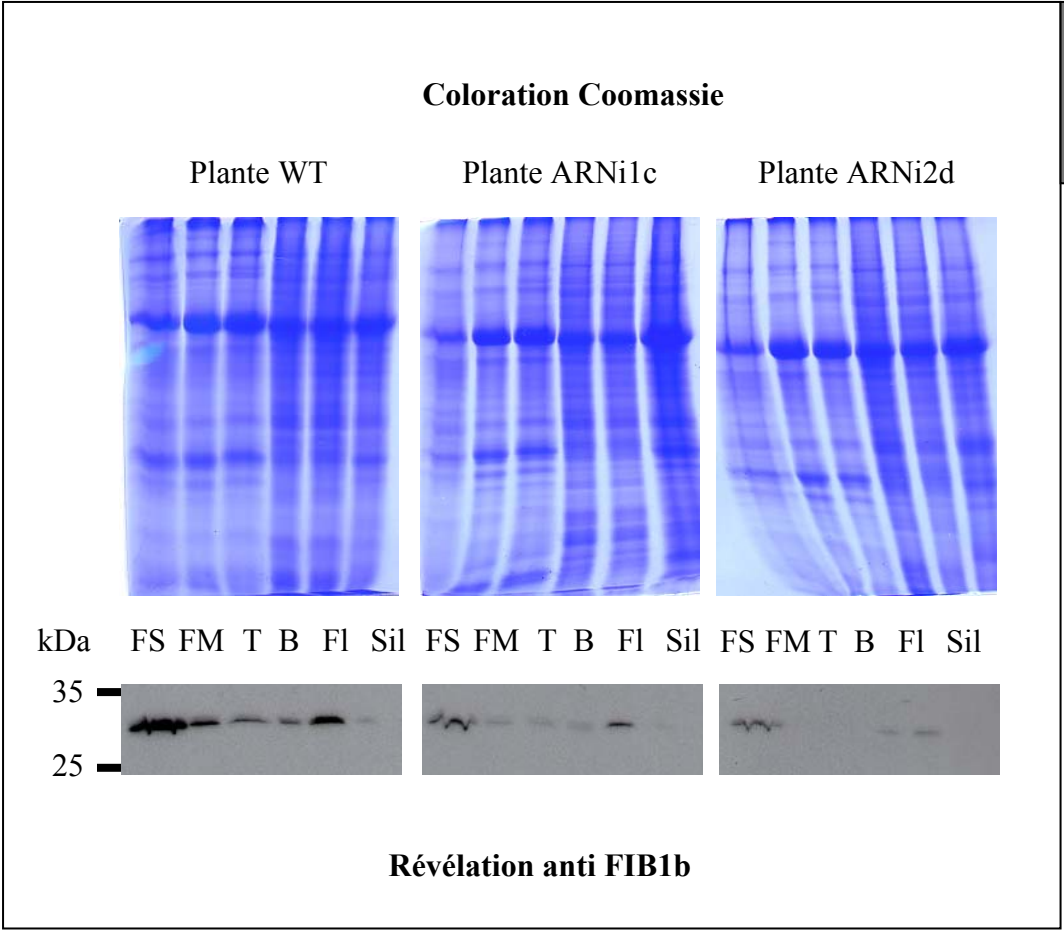 Coloration Coomassie
Plante WT Plante ARNi1c Plante ARNi2d
kDa FS FM T B Fl Sil FS FM T B Fl Sil FS FM T B Fl Sil
35
25
Révélation anti FIB1b